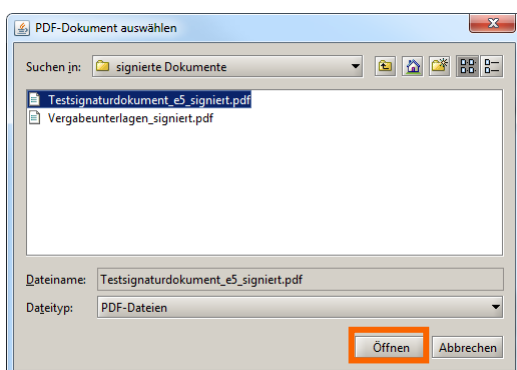 PDF-Dokument auswählen
Suchen in: signierte Dokumente
Testsignaturdokument_e5_signiert.pdf
Vergabeunterlagen_signiert.pdf
Dateiname: Testsignaturdokument_e5_signiert.pdf
Dateityp: PDF-Dateien
Öffnen Abbrechen